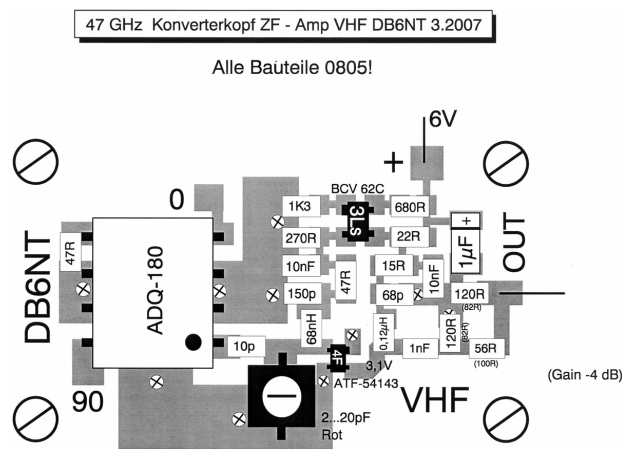 47 GHz Konverterkopf ZF - Amp VHF DB6NT 3.2007
Alle Bauteile 0805!
6V
+
BCV 62C
0
1K3
3Ls
680R
+
47R
270R
22R
1µF
OUT
DB6NT
ADQ-180
10nF
47R
15R
10nF
150p
68p
120R
(82R)
68nH
0,12µH
120R
(82R)
10p
4F
1nF
56R
(100R)
3,1V
ATF-54143
(Gain -4 dB)
90
VHF
2...20pF
Rot